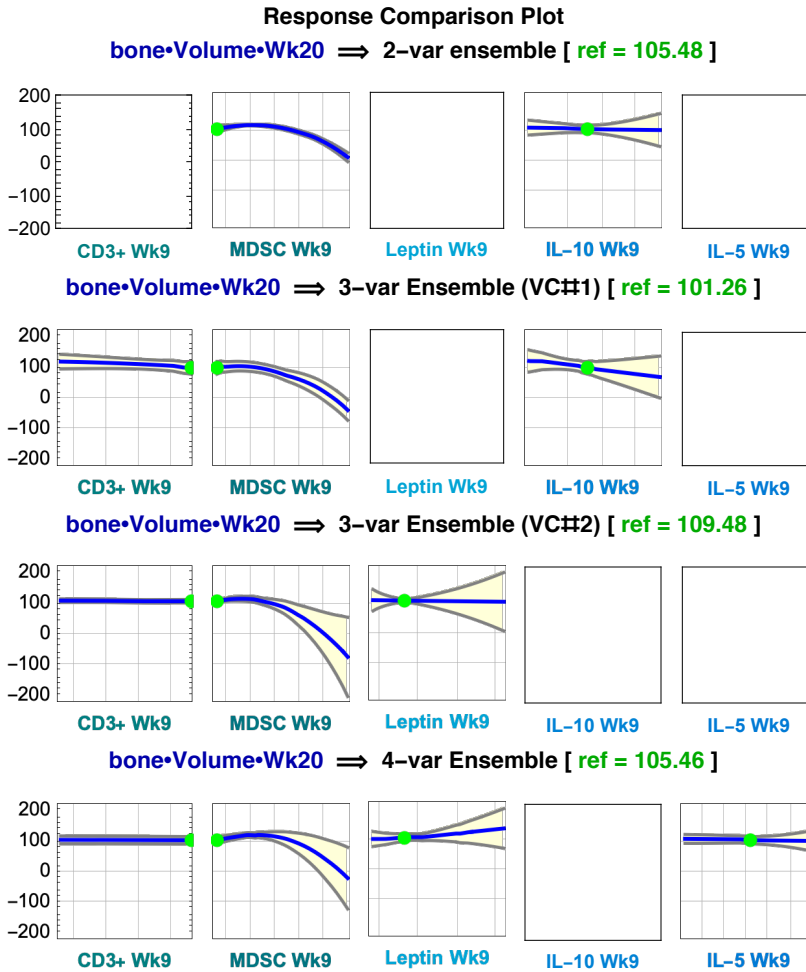 Response Comparison Plot
bone•Volume•Wk20 ⟹ 2−var ensemble [ ref = 105.48 ]
200
100
0
−100
−200
CD3+ Wk9 MDSC Wk9 Leptin Wk9 IL−10 Wk9 IL−5 Wk9
bone•Volume•Wk20 ⟹ 3−var Ensemble (VC#1) [ ref = 101.26 ]
200
100
0
−100
−200
CD3+ Wk9 MDSC Wk9 Leptin Wk9 IL−10 Wk9 IL−5 Wk9
bone•Volume•Wk20 ⟹ 3−var Ensemble (VC#2) [ ref = 109.48 ]
200
100
0
−100
−200
CD3+ Wk9 MDSC Wk9 Leptin Wk9 IL−10 Wk9 IL−5 Wk9
bone•Volume•Wk20 ⟹ 4−var Ensemble [ ref = 105.46 ]
200
100
0
−100
−200
CD3+ Wk9 MDSC Wk9 Leptin Wk9 IL−10 Wk9 IL−5 Wk9